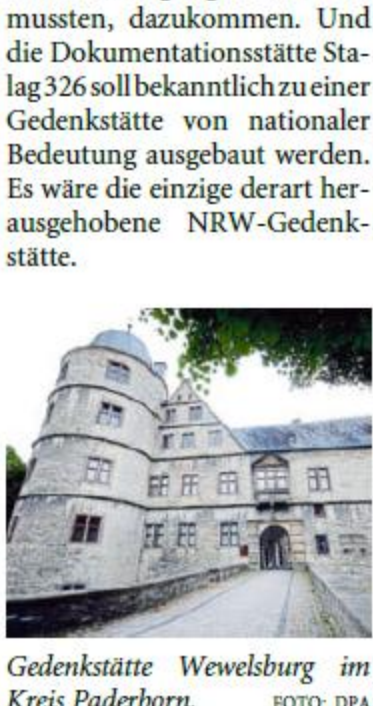 mussten, dazukommen. Und
die Dokumentationsstätte Sta-
lag 326 soll bekanntlich zu einer
Gedenkstätte von nationaler
Bedeutung ausgebaut werden.
Es wäre die einzige derart her-
ausgehobene NRW-Gedenk-
stätte.
Gedenkstätte Wewelsburg im
Kreis Paderborn. FOTO: DPA